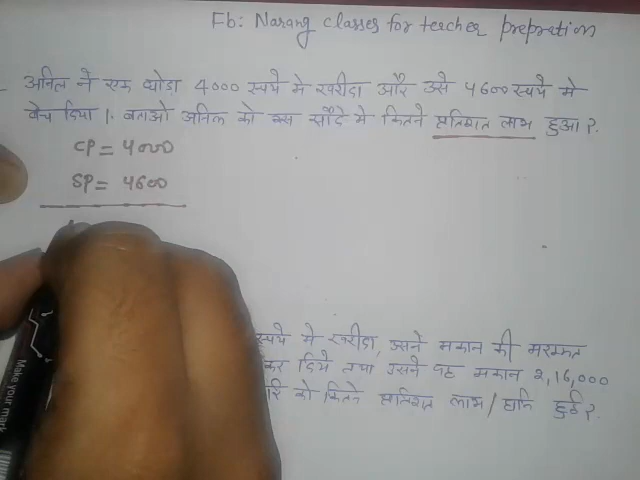 Fb: Narang classes for teacher prepretion
अनिल ने एक घोड़ा 4000 रुपये मे खरीदा और उसे 4600 रुपये मे
बेच दिया। बताओ अनिल को इस सौदे मे कितने प्रतिशत लाभ हुआ?
CP = 4000
SP = 4600
रुपये मे खरीदा, उसने मकान की मरम्मत
कर दिये तथा उसने वह मकान 2,16,000
को कितने प्रतिशत लाभ / हानि हुई?
Make your mark